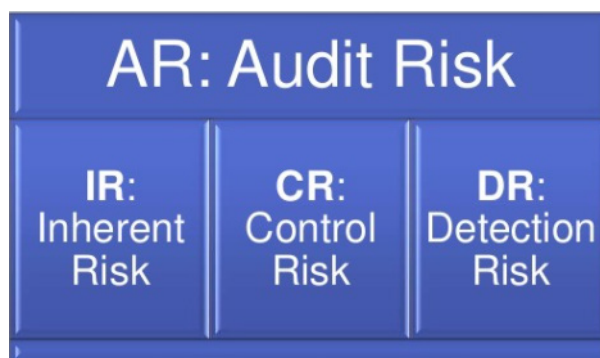 AR: Audit Risk
IR:
Inherent
Risk
CR:
Control
Risk
DR:
Detection
Risk